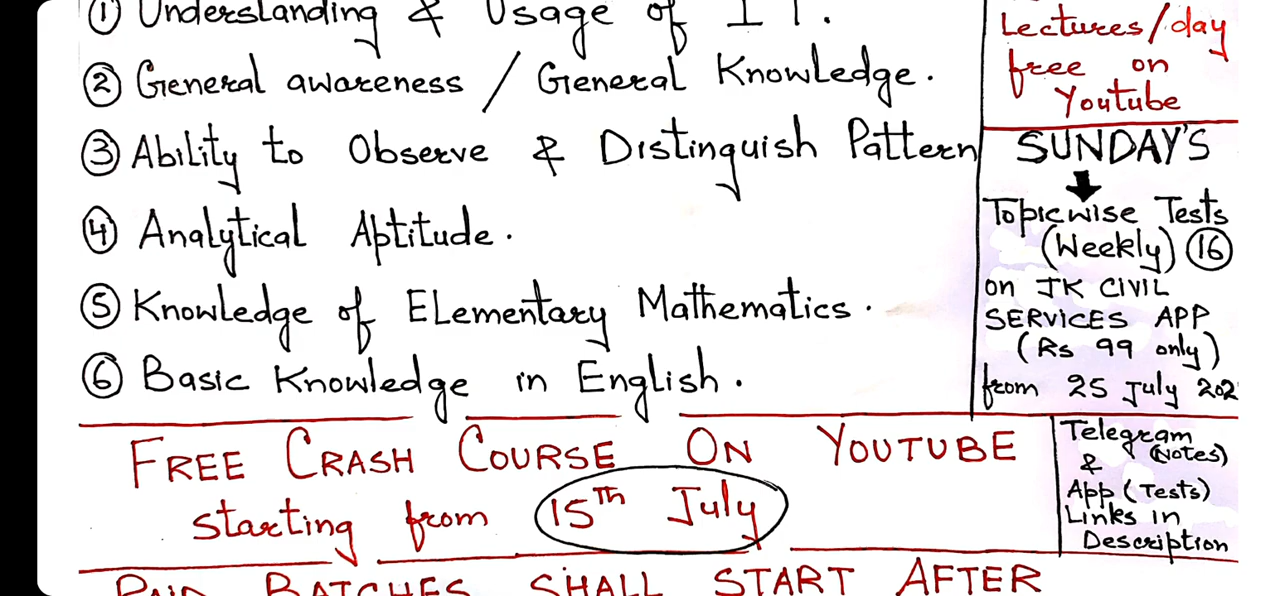 ① Understanding & Usage of I T.
② General awareness / General Knowledge.
③ Ability to Observe & Distinguish Pattern
④ Analytical Aptitude.
⑤ Knowledge of ELementary Mathematics.
⑥ Basic Knowledge in English.
Lectures/day
free on
Youtube
SUNDAY'S
Topicwise Tests
(Weekly) ⑯
on JK CIVIL
SERVICES APP
(Rs 99 only)
from 25 July 202
FREE CRASH COURSE ON YOUTUBE
starting from 15th July
Telegram
& (Notes)
App (Tests)
Links in
Description
PAID BATCHES SHALL START AFTER